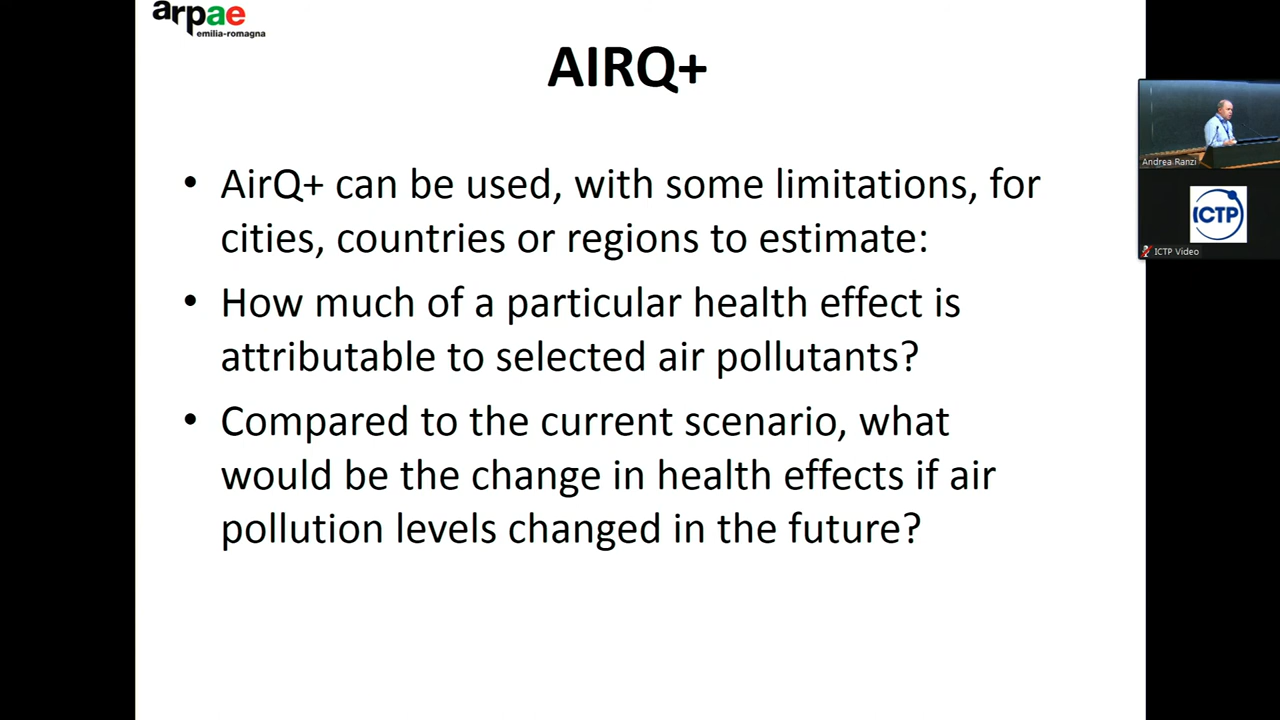 arpae
emilia-romagna
AIRQ+
• AirQ+ can be used, with some limitations, for
cities, countries or regions to estimate:
• How much of a particular health effect is
attributable to selected air pollutants?
• Compared to the current scenario, what
would be the change in health effects if air
pollution levels changed in the future?
Andrea Ranzi
ICTP
ICTP Video